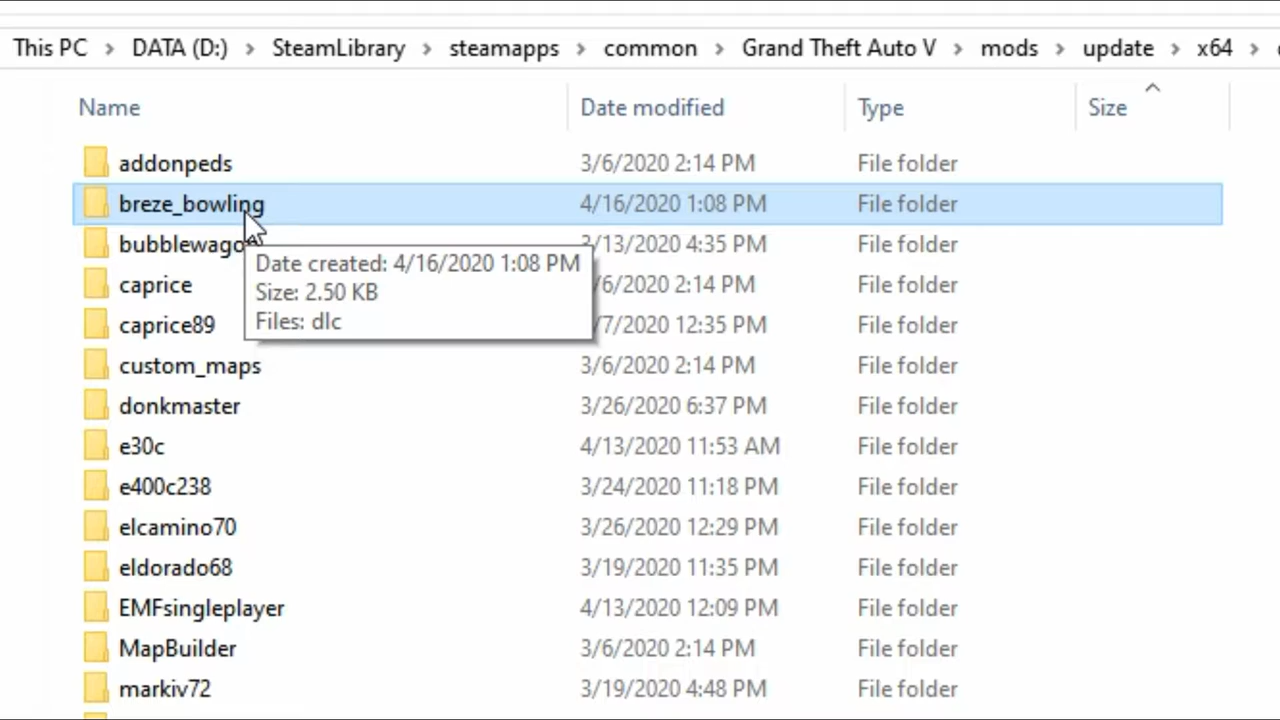 This PC > DATA (D:) > SteamLibrary > steamapps > common > Grand Theft Auto V > mods > update > x64 >
Name Date modified Type Size
addonpeds 3/6/2020 2:14 PM File folder
breze_bowling 4/16/2020 1:08 PM File folder
bubblewago /13/2020 4:35 PM File folder
Date created: 4/16/2020 1:08 PM
Size: 2.50 KB
Files: dlc
caprice /6/2020 2:14 PM File folder
caprice89 /7/2020 12:35 PM File folder
custom_maps 3/6/2020 2:14 PM File folder
donkmaster 3/26/2020 6:37 PM File folder
e30c 4/13/2020 11:53 AM File folder
e400c238 3/24/2020 11:18 PM File folder
elcamino70 3/26/2020 12:29 PM File folder
eldorado68 3/19/2020 11:35 PM File folder
EMFsingleplayer 4/13/2020 12:09 PM File folder
MapBuilder 3/6/2020 2:14 PM File folder
markiv72 3/19/2020 4:48 PM File folder